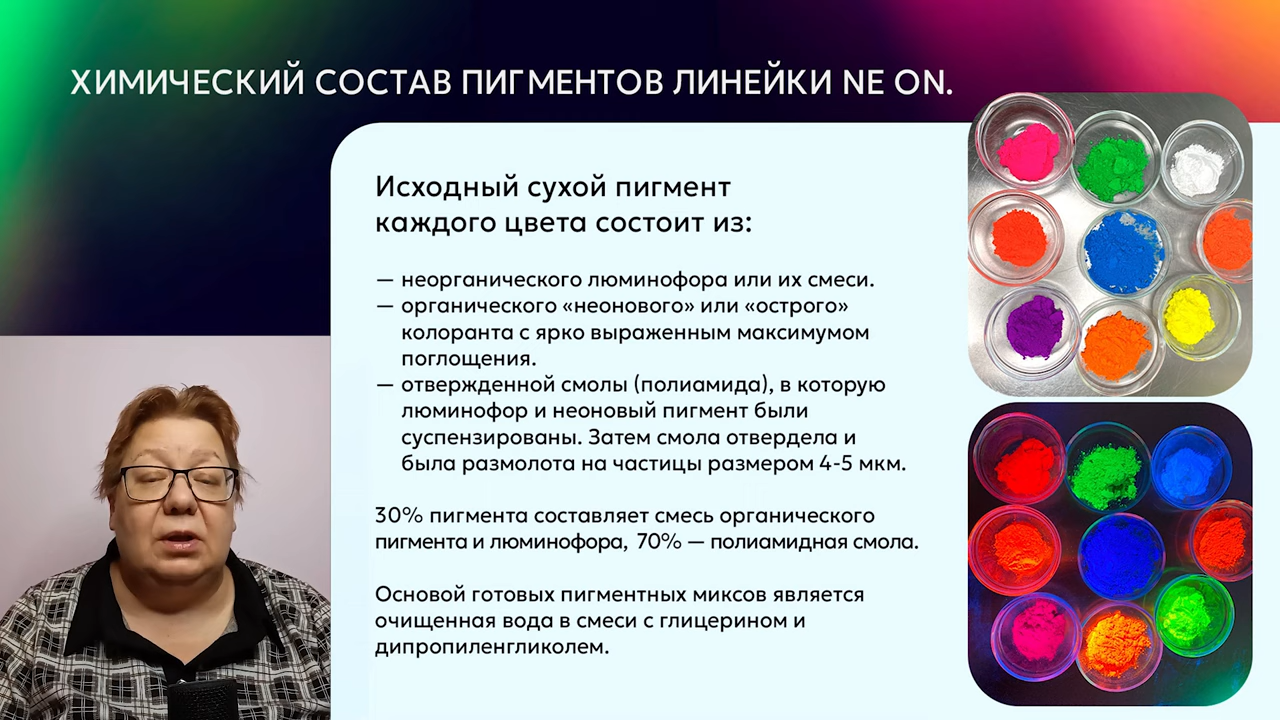 ХИМИЧЕСКИЙ СОСТАВ ПИГМЕНТОВ ЛИНЕЙКИ NE ON.
Исходный сухой пигмент
каждого цвета состоит из:
— неорганического люминофора или их смеси.
— органического «неонового» или «острого»
колоранта с ярко выраженным максимумом
поглощения.
— отвержденной смолы (полиамида), в которую
люминофор и неоновый пигмент были
суспензированы. Затем смола отвердела и
была размолота на частицы размером 4-5 мкм.
30% пигмента составляет смесь органического
пигмента и люминофора, 70% — полиамидная смола.
Основой готовых пигментных миксов является
очищенная вода в смеси с глицерином и
дипропиленгликолем.